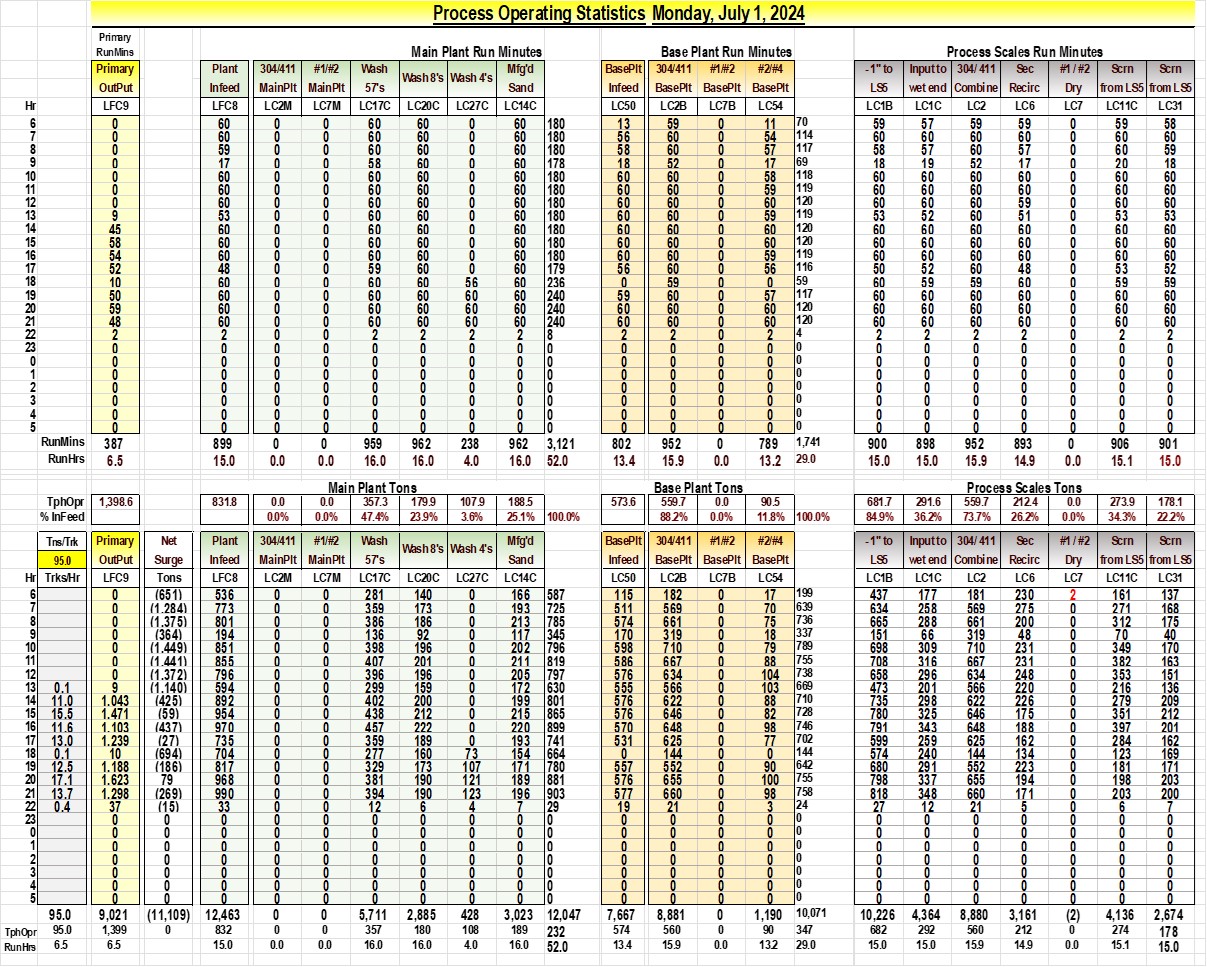 Process Operating Statistics Monday, July 1, 2024
Primary
RunMins Main Plant Run Minutes Base Plant Run Minutes Process Scales Run Minutes
Primary Plant 304/411 #1/#2 Wash Wash 8's Wash 4's Mfg'd BasePlt 304/411 #1/#2 #2/#4 -1" to Input to 304/ 411 Sec #1 / #2 Scrn Scrn
OutPut Infeed MainPlt MainPlt 57's Sand Infeed BasePlt BasePlt BasePlt LS5 wet end Combine Recirc Dry from LS5 from LS5
Hr LFC9 LFC8 LC2M LC7M LC17C LC20C LC27C LC14C LC50 LC2B LC7B LC54 LC1B LC1C LC2 LC6 LC7 LC11C LC31
6 0 60 0 0 60 60 0 60 180 13 59 0 11 70 59 57 59 59 0 59 58
7 0 60 0 0 60 60 0 60 180 56 60 0 54 114 60 60 60 60 0 60 60
8 0 59 0 0 60 60 0 60 180 58 60 0 57 117 58 57 60 57 0 60 59
9 0 17 0 0 58 60 0 60 178 18 52 0 17 69 18 19 52 17 0 20 18
10 0 60 0 0 60 60 0 60 180 60 60 0 58 118 60 60 60 60 0 60 60
11 0 60 0 0 60 60 0 60 180 60 60 0 59 119 60 60 60 60 0 60 60
12 0 60 0 0 60 60 0 60 180 60 60 0 60 120 60 60 60 59 0 60 60
13 9 53 0 0 60 60 0 60 180 60 60 0 59 119 53 52 60 51 0 53 53
14 45 60 0 0 60 60 0 60 180 60 60 0 60 120 60 60 60 60 0 60 60
15 58 60 0 0 60 60 0 60 180 60 60 0 60 120 60 60 60 60 0 60 60
16 54 60 0 0 60 60 0 60 180 60 60 0 59 119 60 60 60 60 0 60 60
17 52 48 0 0 59 60 0 60 179 56 60 0 56 116 50 52 60 48 0 53 52
18 10 60 0 0 60 60 56 60 236 0 59 0 0 59 60 59 59 60 0 59 59
19 50 60 0 0 60 60 60 60 240 59 60 0 57 117 60 60 60 60 0 60 60
20 59 60 0 0 60 60 60 60 240 60 60 0 60 120 60 60 60 60 0 60 60
21 48 60 0 0 60 60 60 60 240 60 60 0 60 120 60 60 60 60 0 60 60
22 2 2 0 0 2 2 2 2 8 2 2 0 2 4 2 2 2 2 0 2 2
23 0 0 0 0 0 0 0 0 0 0 0 0 0 0 0 0 0 0 0 0 0
0 0 0 0 0 0 0 0 0 0 0 0 0 0 0 0 0 0 0 0 0 0
1 0 0 0 0 0 0 0 0 0 0 0 0 0 0 0 0 0 0 0 0 0
2 0 0 0 0 0 0 0 0 0 0 0 0 0 0 0 0 0 0 0 0 0
3 0 0 0 0 0 0 0 0 0 0 0 0 0 0 0 0 0 0 0 0 0
4 0 0 0 0 0 0 0 0 0 0 0 0 0 0 0 0 0 0 0 0 0
5 0 0 0 0 0 0 0 0 0 0 0 0 0 0 0 0 0 0 0 0 0
RunMins 387 899 0 0 959 962 238 962 3,121 802 952 0 789 1,741 900 898 952 893 0 906 901
RunHrs 6.5 15.0 0.0 0.0 16.0 16.0 4.0 16.0 52.0 13.4 15.9 0.0 13.2 29.0 15.0 15.0 15.9 14.9 0.0 15.1 15.0
Main Plant Tons Base Plant Tons Process Scales Tons
TphOpr 1,398.6 831.8 0.0 0.0 357.3 179.9 107.9 188.5 573.6 559.7 0.0 90.5 681.7 291.6 559.7 212.4 0.0 273.9 178.1
% InFeed 0.0% 0.0% 47.4% 23.9% 3.6% 25.1% 100.0% 88.2% 0.0% 11.8% 100.0% 84.9% 36.2% 73.7% 26.2% 0.0% 34.3% 22.2%
Tns/Trk Primary Net Plant 304/411 #1/#2 Wash Wash 8's Wash 4's Mfg'd BasePlt 304/411 #1/#2 #2/#4 -1" to Input to 304/ 411 Sec #1 / #2 Scrn Scrn
95.0 OutPut Surge Infeed MainPlt MainPlt 57's Sand Infeed BasePlt BasePlt BasePlt LS5 wet end Combine Recirc Dry from LS5 from LS5
Hr Trks/Hr LFC9 Tons LFC8 LC2M LC7M LC17C LC20C LC27C LC14C LC50 LC2B LC7B LC54 LC1B LC1C LC2 LC6 LC7 LC11C LC31
6 0 (651) 536 0 0 281 140 0 166 587 115 182 0 17 199 437 177 181 230 2 161 137
7 0 (1,284) 773 0 0 359 173 0 193 725 511 569 0 70 639 634 258 569 275 0 271 168
8 0 (1,375) 801 0 0 386 186 0 213 785 574 661 0 75 736 665 288 661 200 0 312 175
9 0 (364) 194 0 0 136 92 0 117 345 170 319 0 18 337 151 66 319 48 0 70 40
10 0 (1,449) 851 0 0 398 196 0 202 796 698 710 0 79 789 698 309 710 231 0 349 170
11 0 (1,441) 855 0 0 407 201 0 211 819 586 667 0 88 755 708 316 667 231 0 382 163
12 0 (1,372) 796 0 0 396 196 0 205 797 576 634 0 104 738 658 296 634 248 0 353 151
13 0.1 9 (1,140) 594 0 0 299 159 0 172 630 555 566 0 103 669 473 201 566 220 0 216 136
14 11.0 1,043 (425) 892 0 0 402 200 0 199 801 576 622 0 88 710 735 298 622 226 0 279 209
15 15.5 1,471 (59) 954 0 0 438 212 0 215 865 576 646 0 82 728 780 325 646 175 0 351 212
16 11.6 1,103 (437) 970 0 0 457 222 0 220 899 570 648 0 98 746 791 343 648 188 0 397 201
17 13.0 1,239 (27) 735 0 0 359 189 0 193 741 531 625 0 77 702 599 259 625 162 0 284 162
18 0.1 10 (694) 704 0 0 277 160 73 154 664 0 144 0 0 144 574 240 144 134 0 123 169
19 12.5 1,188 (186) 817 0 0 329 173 107 171 780 557 552 0 90 642 680 291 552 223 0 181 171
20 17.1 1,623 79 968 0 0 381 190 121 189 881 576 655 0 100 755 798 337 655 194 0 198 203
21 13.7 1,298 (269) 990 0 0 394 190 123 196 903 577 660 0 98 758 818 348 660 171 0 203 200
22 0.4 37 (15) 33 0 0 12 6 4 7 29 19 21 0 3 24 27 12 21 5 0 6 7
23 0 0 0 0 0 0 0 0 0 0 0 0 0 0 0 0 0 0 0 0 0 0
0 0 0 0 0 0 0 0 0 0 0 0 0 0 0 0 0 0 0 0 0 0 0
1 0 0 0 0 0 0 0 0 0 0 0 0 0 0 0 0 0 0 0 0 0 0
2 0 0 0 0 0 0 0 0 0 0 0 0 0 0 0 0 0 0 0 0 0 0
3 0 0 0 0 0 0 0 0 0 0 0 0 0 0 0 0 0 0 0 0 0 0
4 0 0 0 0 0 0 0 0 0 0 0 0 0 0 0 0 0 0 0 0 0 0
5 0 0 0 0 0 0 0 0 0 0 0 0 0 0 0 0 0 0 0 0 0 0
95.0 9,021 (11,109) 12,463 0 0 5,711 2,885 428 3,023 12,047 7,667 8,881 0 1,190 10,071 10,226 4,364 8,880 3,161 (2) 4,136 2,674
TphOpr 95.0 1,399 0 832 0 0 357 180 108 189 232 574 560 0 90 347 682 292 560 212 0 274 178
RunHrs 6.5 6.5 15.0 0.0 0.0 16.0 16.0 4.0 16.0 52.0 13.4 15.9 0.0 13.2 29.0 15.0 15.0 15.9 14.9 0.0 15.1 15.0